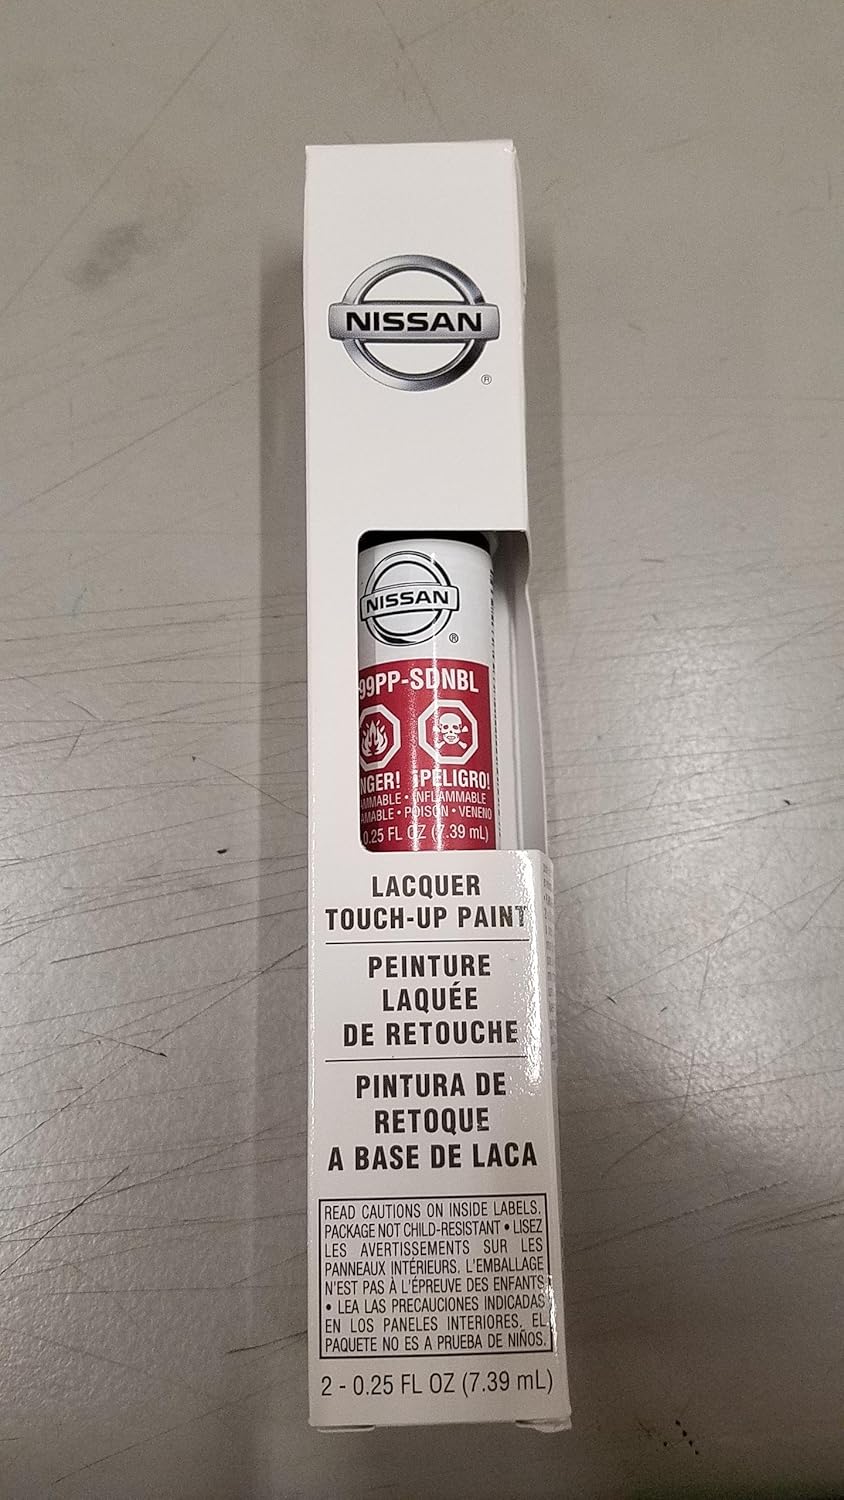 NISSAN
®
NISSAN
®
99PP-SDNBL
NGER! ¡PELIGRO!
AMMABLE • INFLAMMABLE
AMABLE • POISON • VENENO
0.25 FL OZ (7.39 mL)
LACQUER
TOUCH-UP PAINT
PEINTURE
LAQUÉE
DE RETOUCHE
PINTURA DE
RETOQUE
A BASE DE LACA
READ CAUTIONS ON INSIDE LABELS.
PACKAGE NOT CHILD-RESISTANT • LISEZ
LES AVERTISSEMENTS SUR LES
PANNEAUX INTÉRIEURS. L'EMBALLAGE
N'EST PAS À L'ÉPREUVE DES ENFANTS
• LEA LAS PRECAUCIONES INDICADAS
EN LOS PANELES INTERIORES. EL
PAQUETE NO ES A PRUEBA DE NIÑOS.
2 - 0.25 FL OZ (7.39 mL)